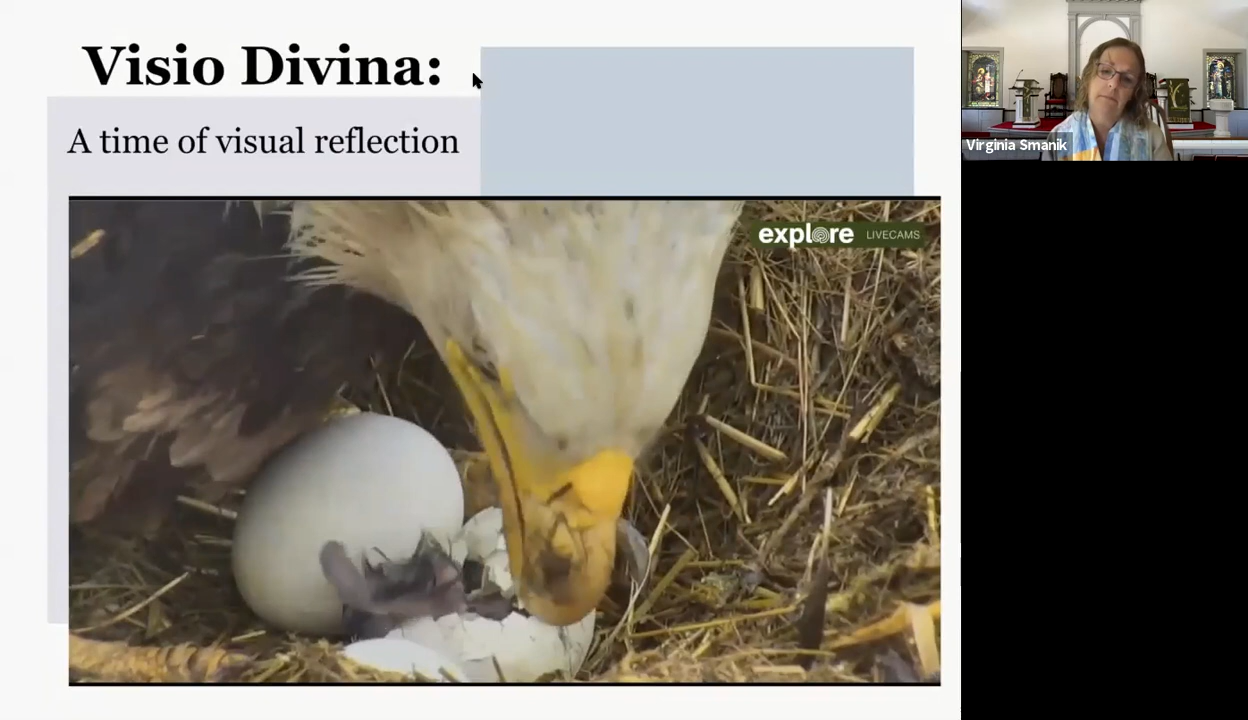 Visio Divina:
A time of visual reflection
explore LIVECAMS
Virginia Smanik